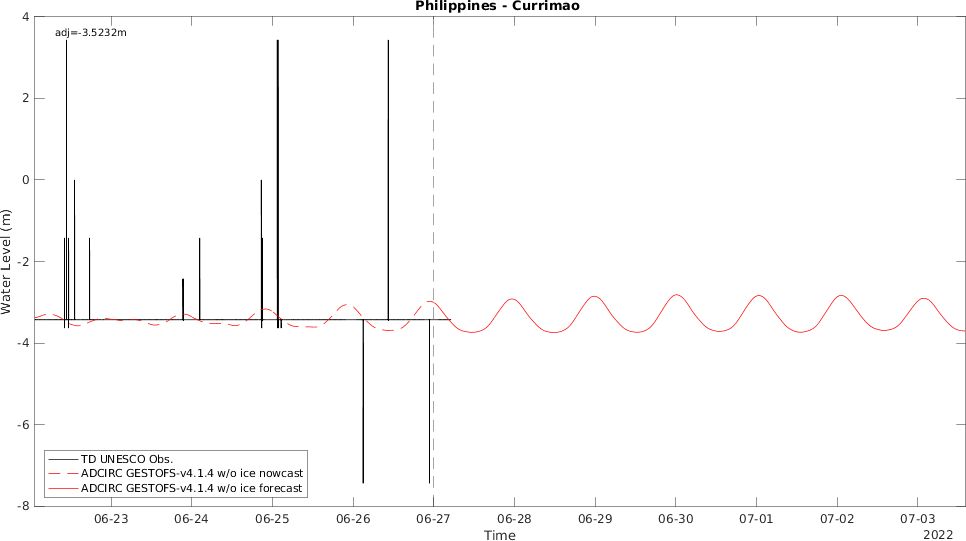 Philippines - Currimao
adj=-3.5232m
4
2
0
-2
-4
-6
-8
Water Level (m)
TD UNESCO Obs.
ADCIRC GESTOFS-v4.1.4 w/o ice nowcast
ADCIRC GESTOFS-v4.1.4 w/o ice forecast
06-23 06-24 06-25 06-26 06-27 06-28 06-29 06-30 07-01 07-02 07-03
Time
2022